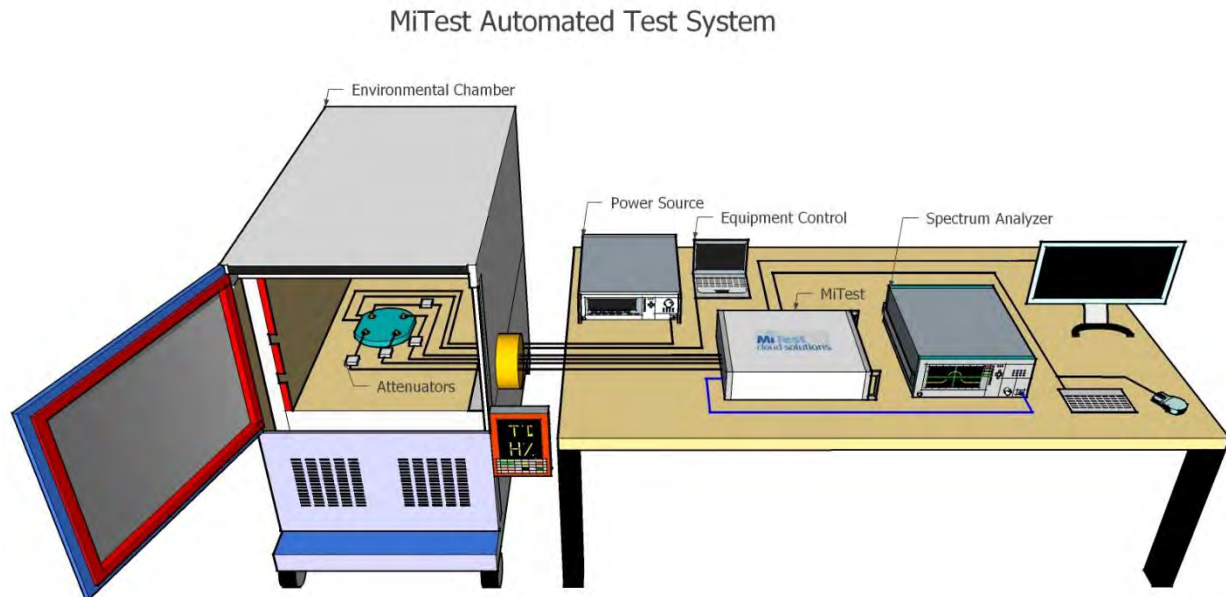 MiTest Automated Test System
Environmental Chamber
Power Source
Equipment Control
Spectrum Analyzer
MiTest
MiTest
cloud solutions
Attenuators
T°C
H%